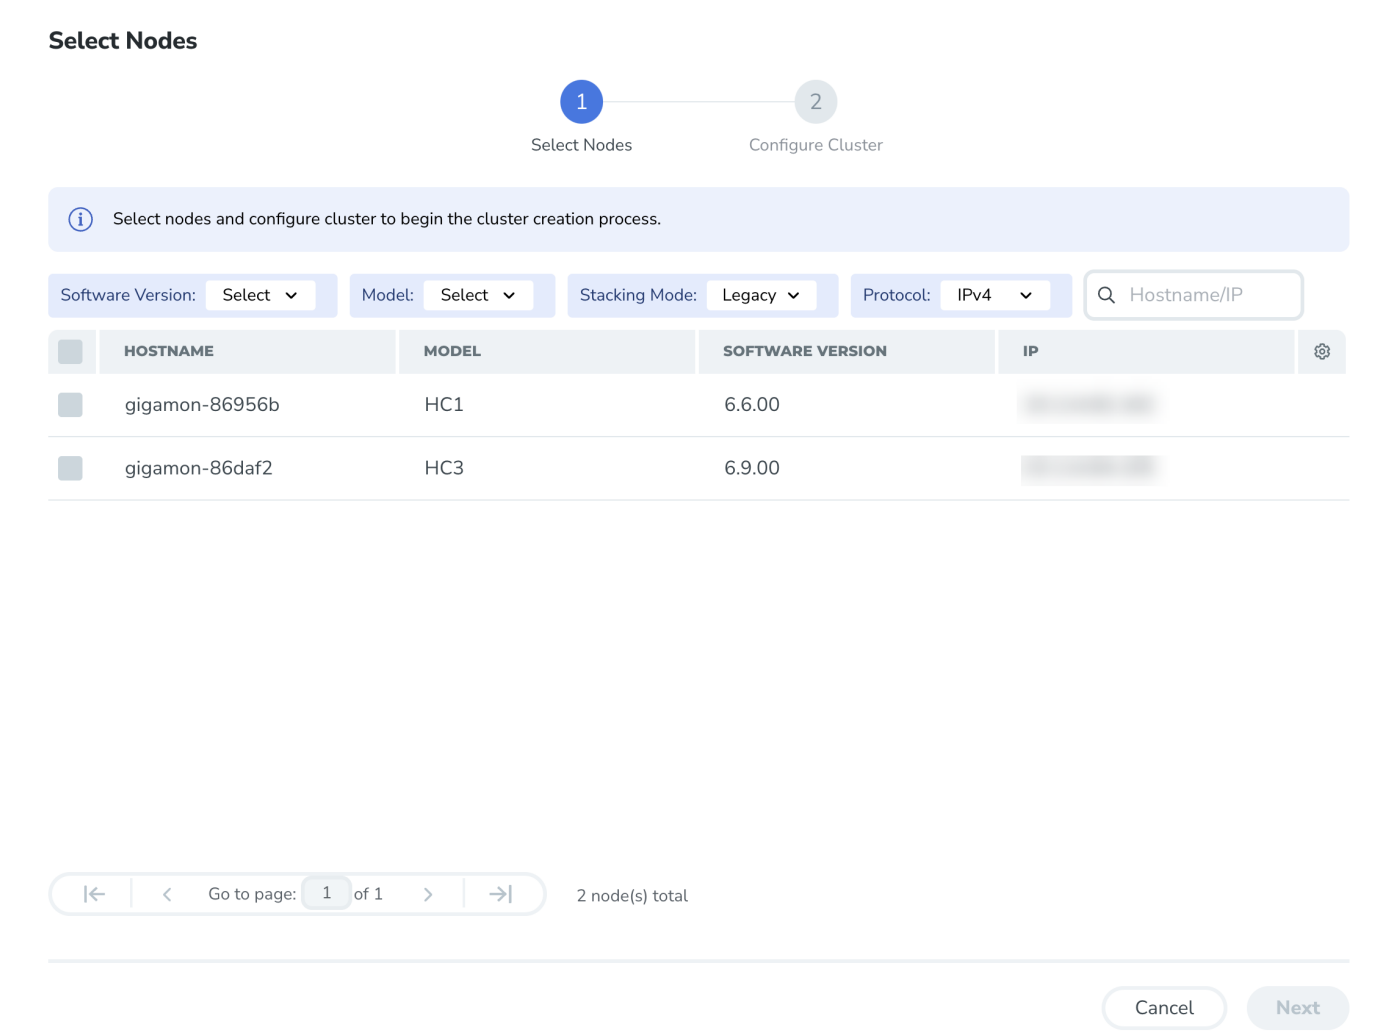 Select Nodes
1 2
Select Nodes Configure Cluster
Select nodes and configure cluster to begin the cluster creation process.
Software Version: Select Model: Select Stacking Mode: Legacy Protocol: IPv4 Hostname/IP
HOSTNAME MODEL SOFTWARE VERSION IP
gigamon-86956b HC1 6.6.00
gigamon-86daf2 HC3 6.9.00
Go to page: 1 of 1 2 node(s) total
Cancel Next